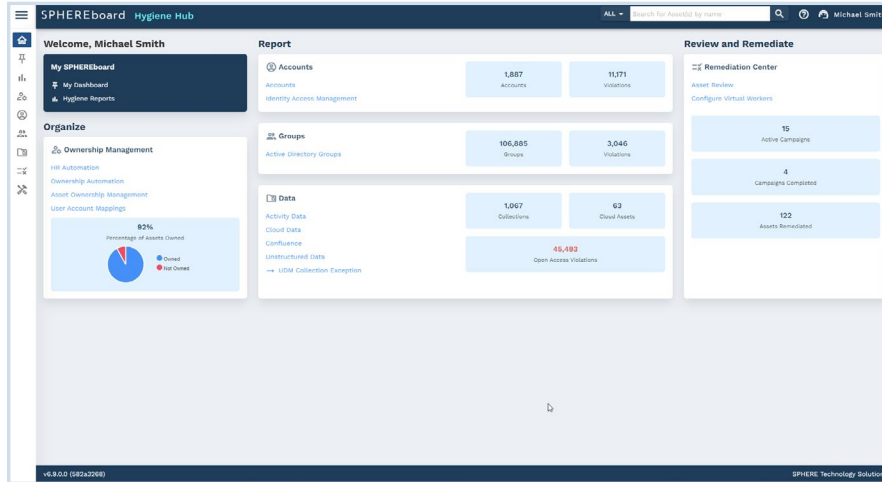 SPHEREboard Hygiene Hub
ALL
Search for Asset(s) by name
Michael Smit
Welcome, Michael Smith
My SPHEREboard
My Dashboard
Hygiene Reports
Organize
Ownership Management
HR Automation
Ownership Automation
Asset Ownership Management
User Account Mappings
92%
Percentage of Assets Owned
Owned
Not Owned
Report
Accounts
Accounts
Identity Access Management
1,887
Accounts
11,171
Violations
Groups
Active Directory Groups
106,885
Groups
3,046
Violations
Data
Activity Data
Cloud Data
Confluence
Unstructured Data
→ UDM Collection Exception
1,067
Collections
63
Cloud Assets
45,493
Open Access Violations
Review and Remediate
Remediation Center
Asset Review
Configure Virtual Workers
15
Active Campaigns
4
Campaigns Completed
122
Assets Remediated
v6.9.0.0 (582a3268)
SPHERE Technology Solution